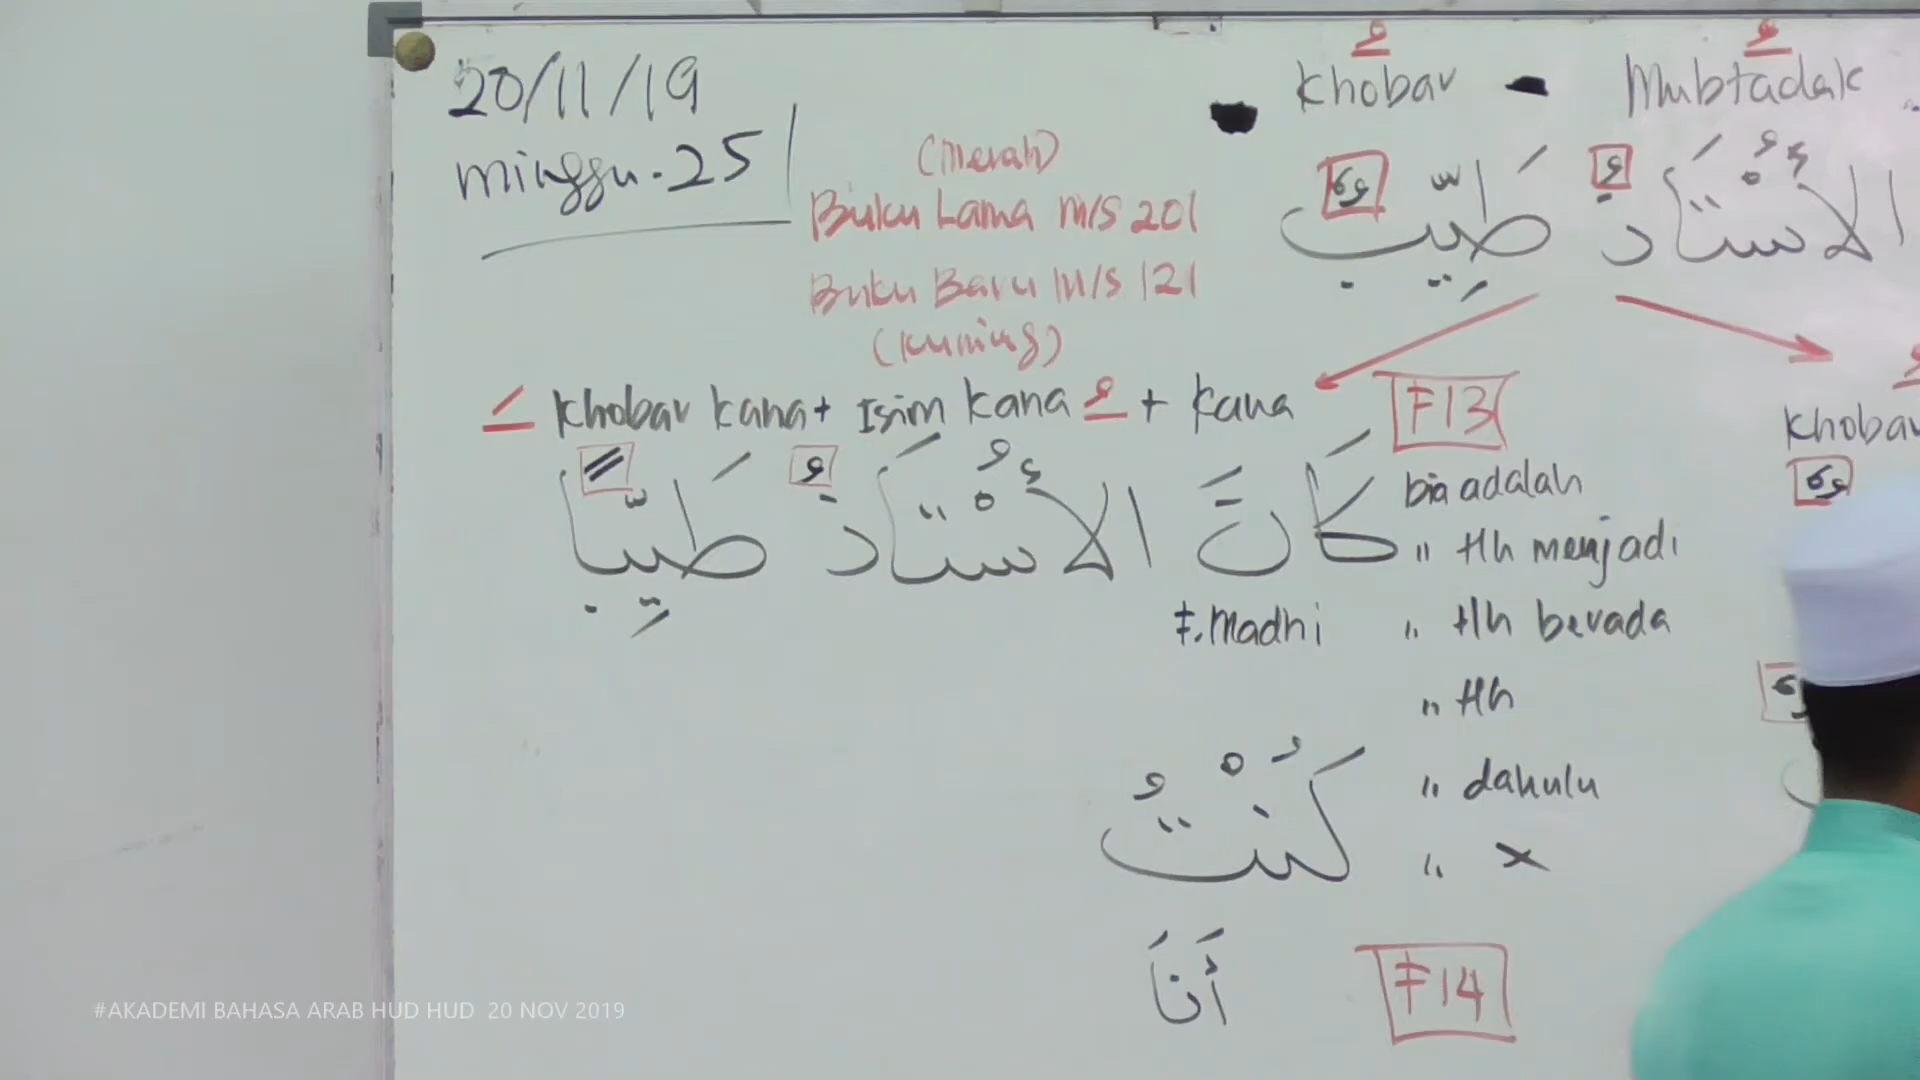 20/11/19
minggu. 25
(Merah)
Buku Lama M/S 201
Buku Baru M/S 121
(kuning)
Khobar - Mubtadak
الأُسْتَاذُ طَيِّبٌ
Khobar kana + Isim kana + kana
F13
Khobar
كَانَ الأُسْتَاذُ طَيِّبًا
bia adalah
" tlh menjadi
F. Madhi " tlh berada
" tlh
" dahulu
كُنْتُ " x
أَنَا
F14
#AKADEMI BAHASA ARAB HUD HUD 20 NOV 2019